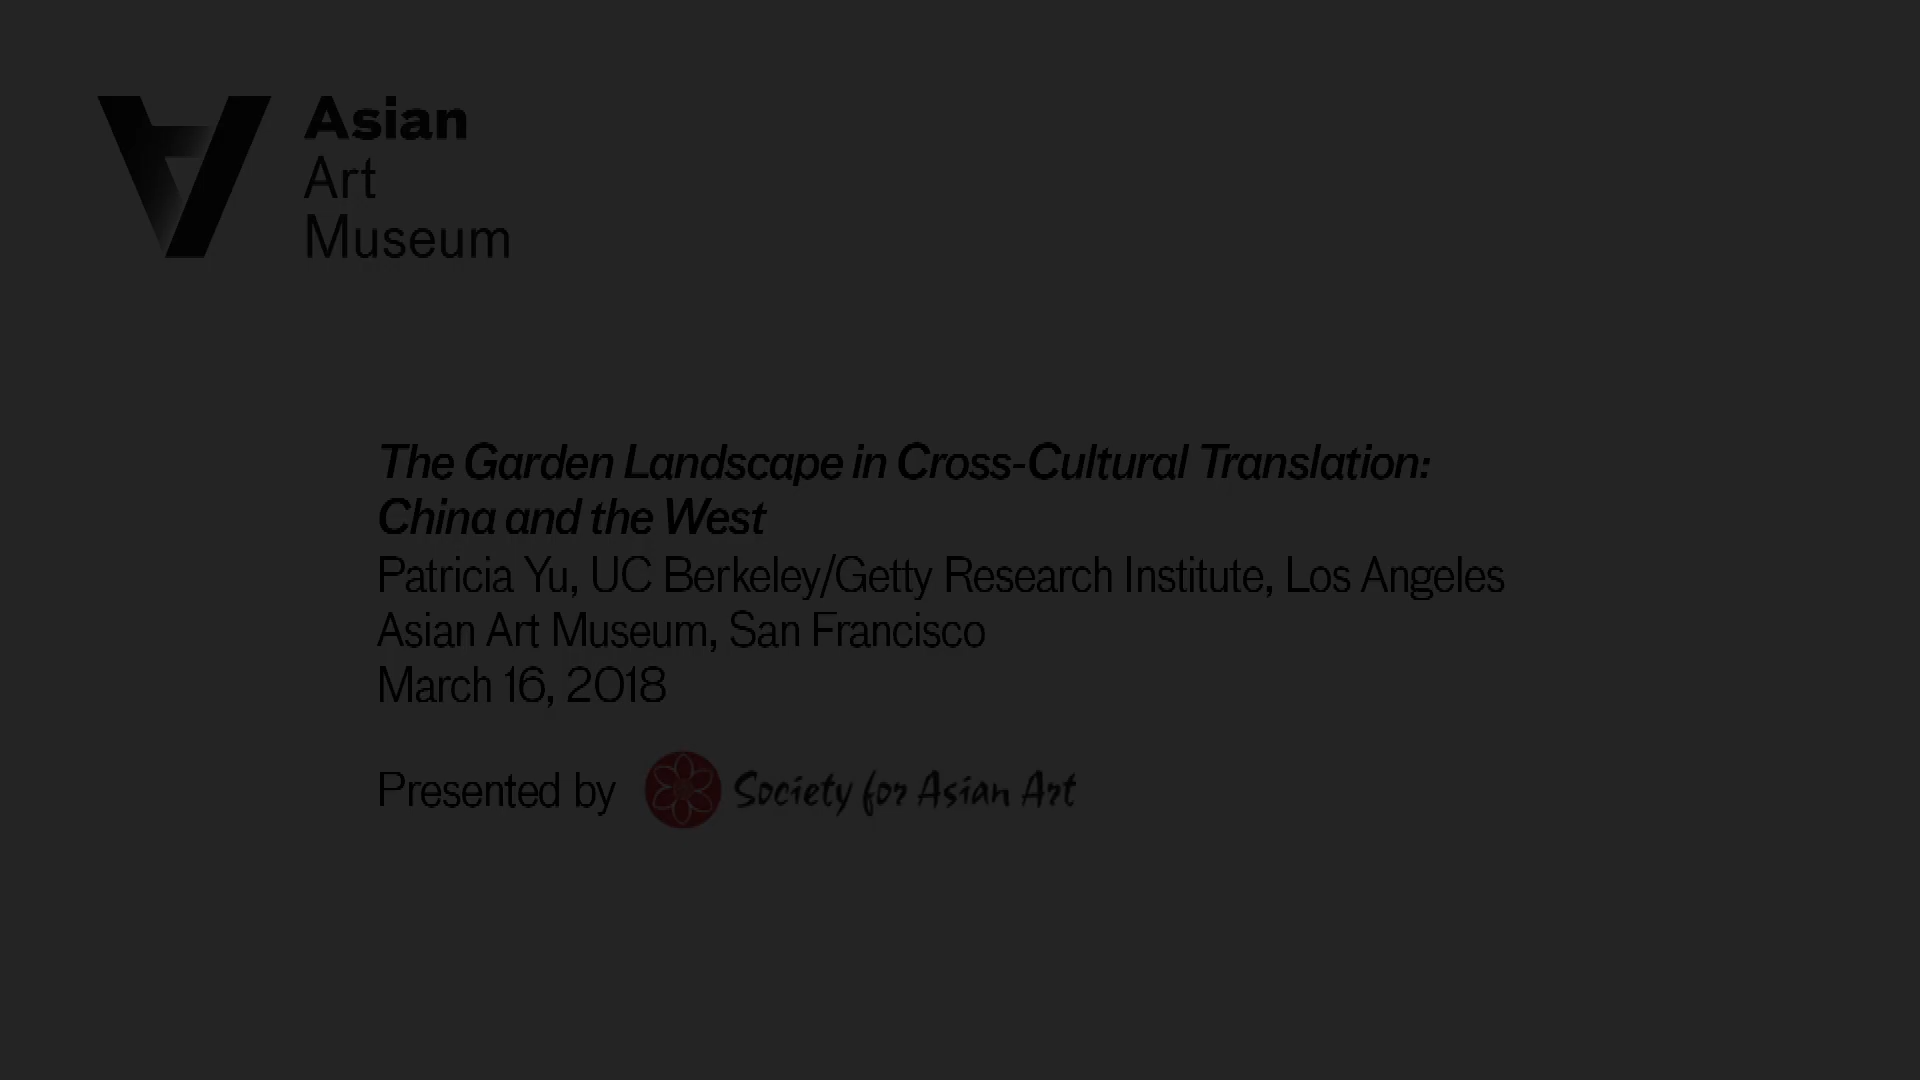 Asian
Art
Museum
The Garden Landscape in Cross-Cultural Translation:
China and the West
Patricia Yu, UC Berkeley/Getty Research Institute, Los Angeles
Asian Art Museum, San Francisco
March 16, 2018
Presented by Society for Asian Art